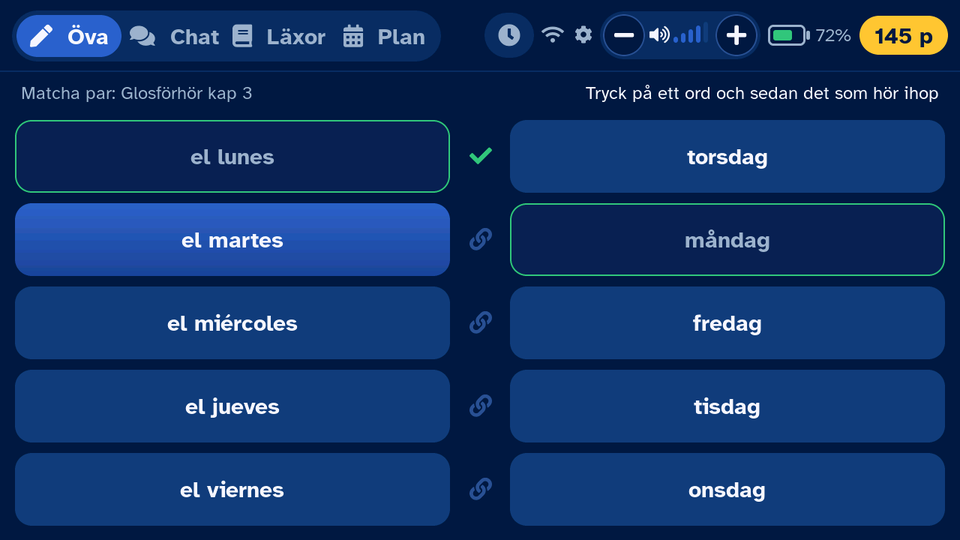 Öva Chat Läxor Plan 72% 145 p
Matcha par: Glosförhör kap 3 Tryck på ett ord och sedan det som hör ihop
el lunes torsdag
el martes måndag
el miércoles fredag
el jueves tisdag
el viernes onsdag